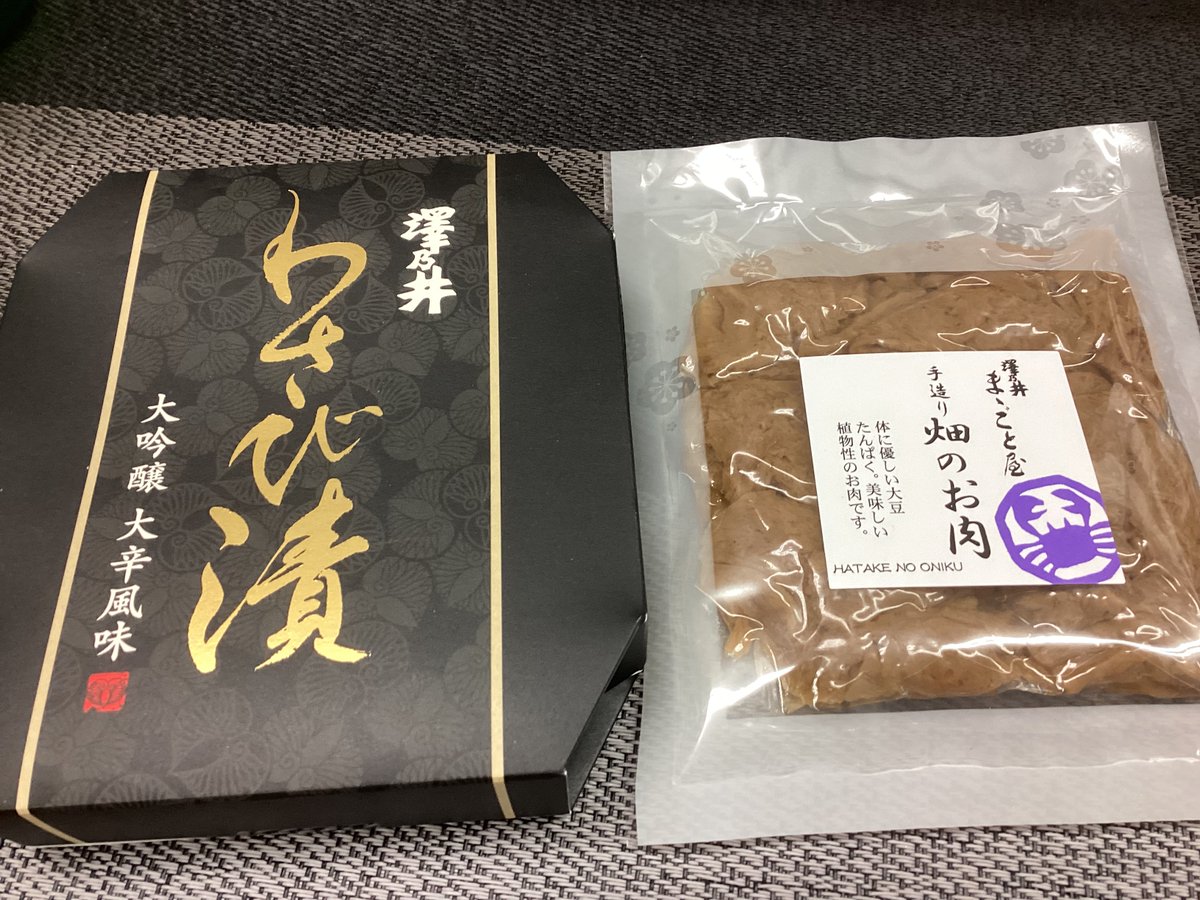 澤乃井
わさび漬
大吟醸 大辛風味
澤乃井
まゝごと屋
手造り 畑のお肉
体に優しい大豆
たんぱく。美味しい
植物性のお肉です。
HATAKE NO ONIKU